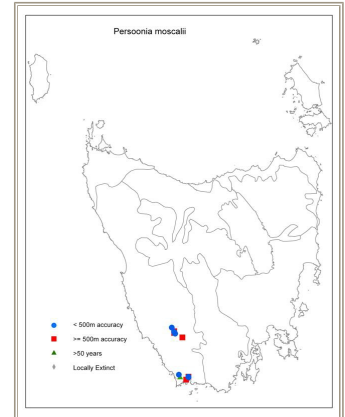 Persoonia moscalii
< 500m accuracy
>= 500m accuracy
>50 years
Locally Extinct